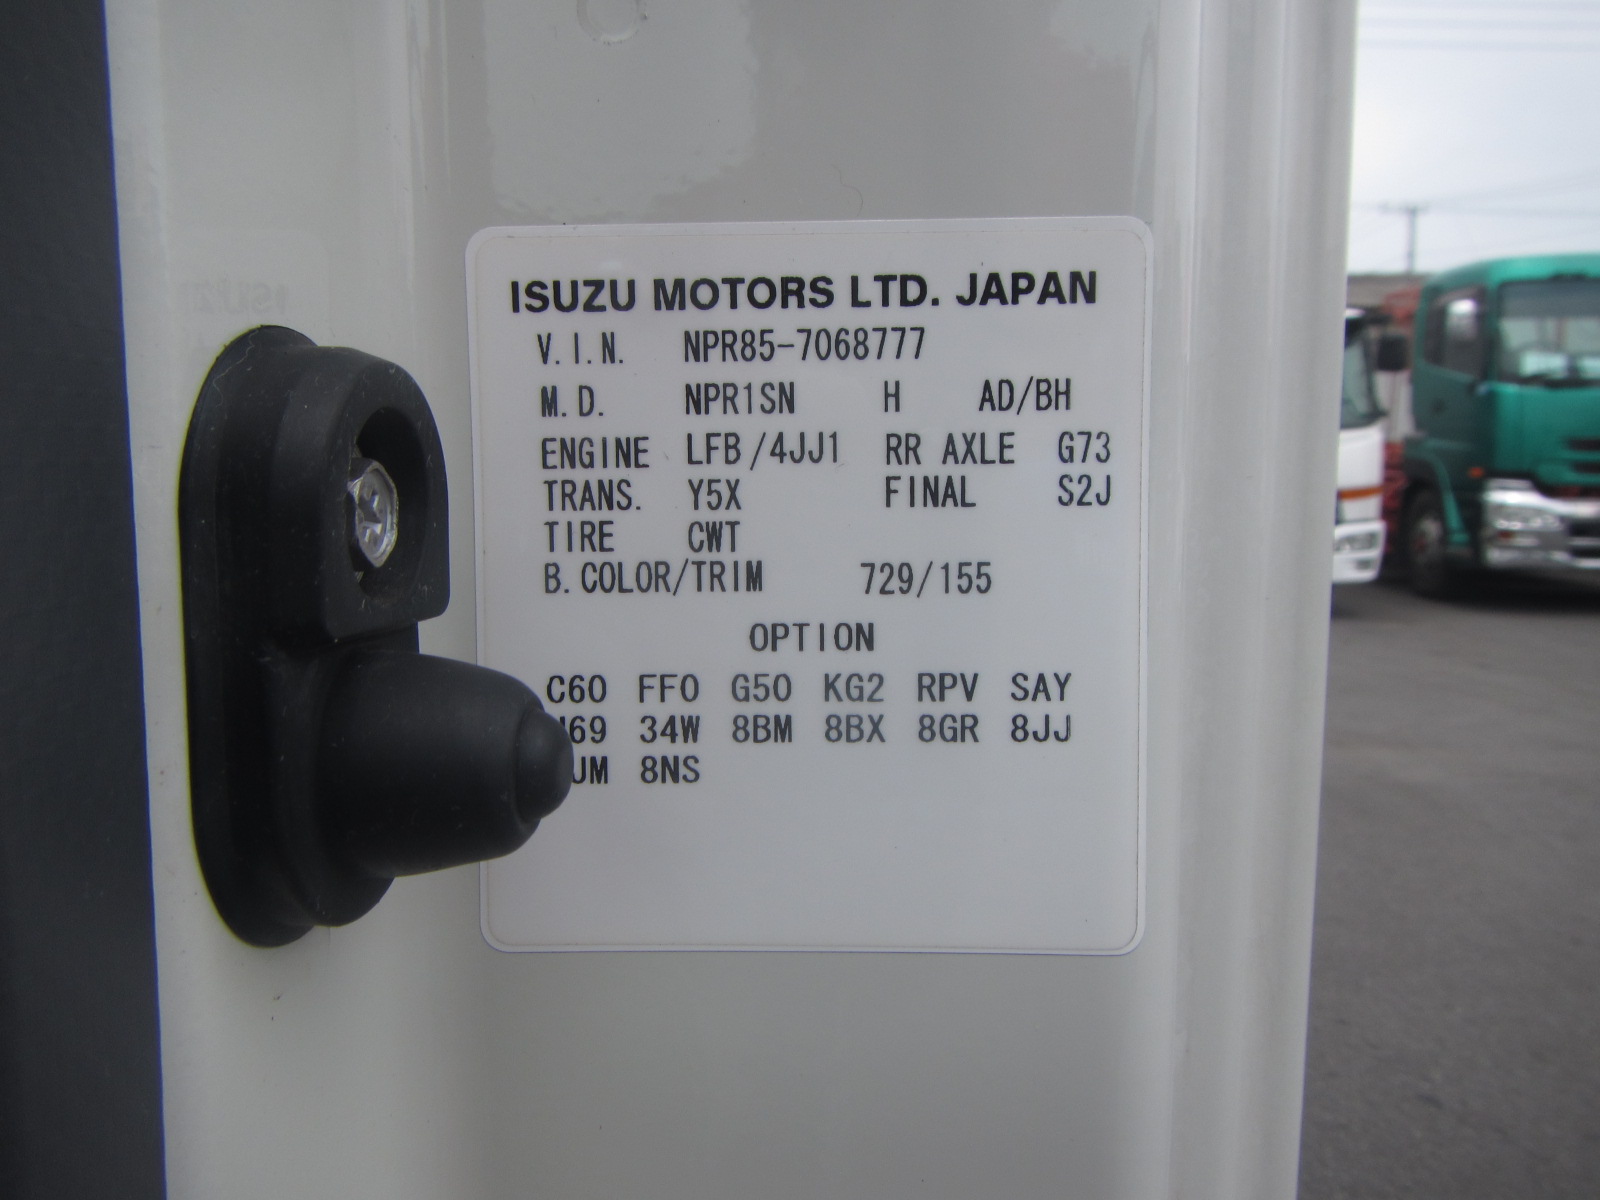 ISUZU MOTORS LTD. JAPAN
V.I.N. NPR85-7068777
M.D. NPR1SN H AD/BH
ENGINE LFB/4JJ1 RR AXLE G73
TRANS. Y5X FINAL S2J
TIRE CWT
B.COLOR/TRIM 729/155
OPTION
C60 FF0 G50 KG2 RPV SAY
34W 8BM 8BX 8GR 8JJ
8NS